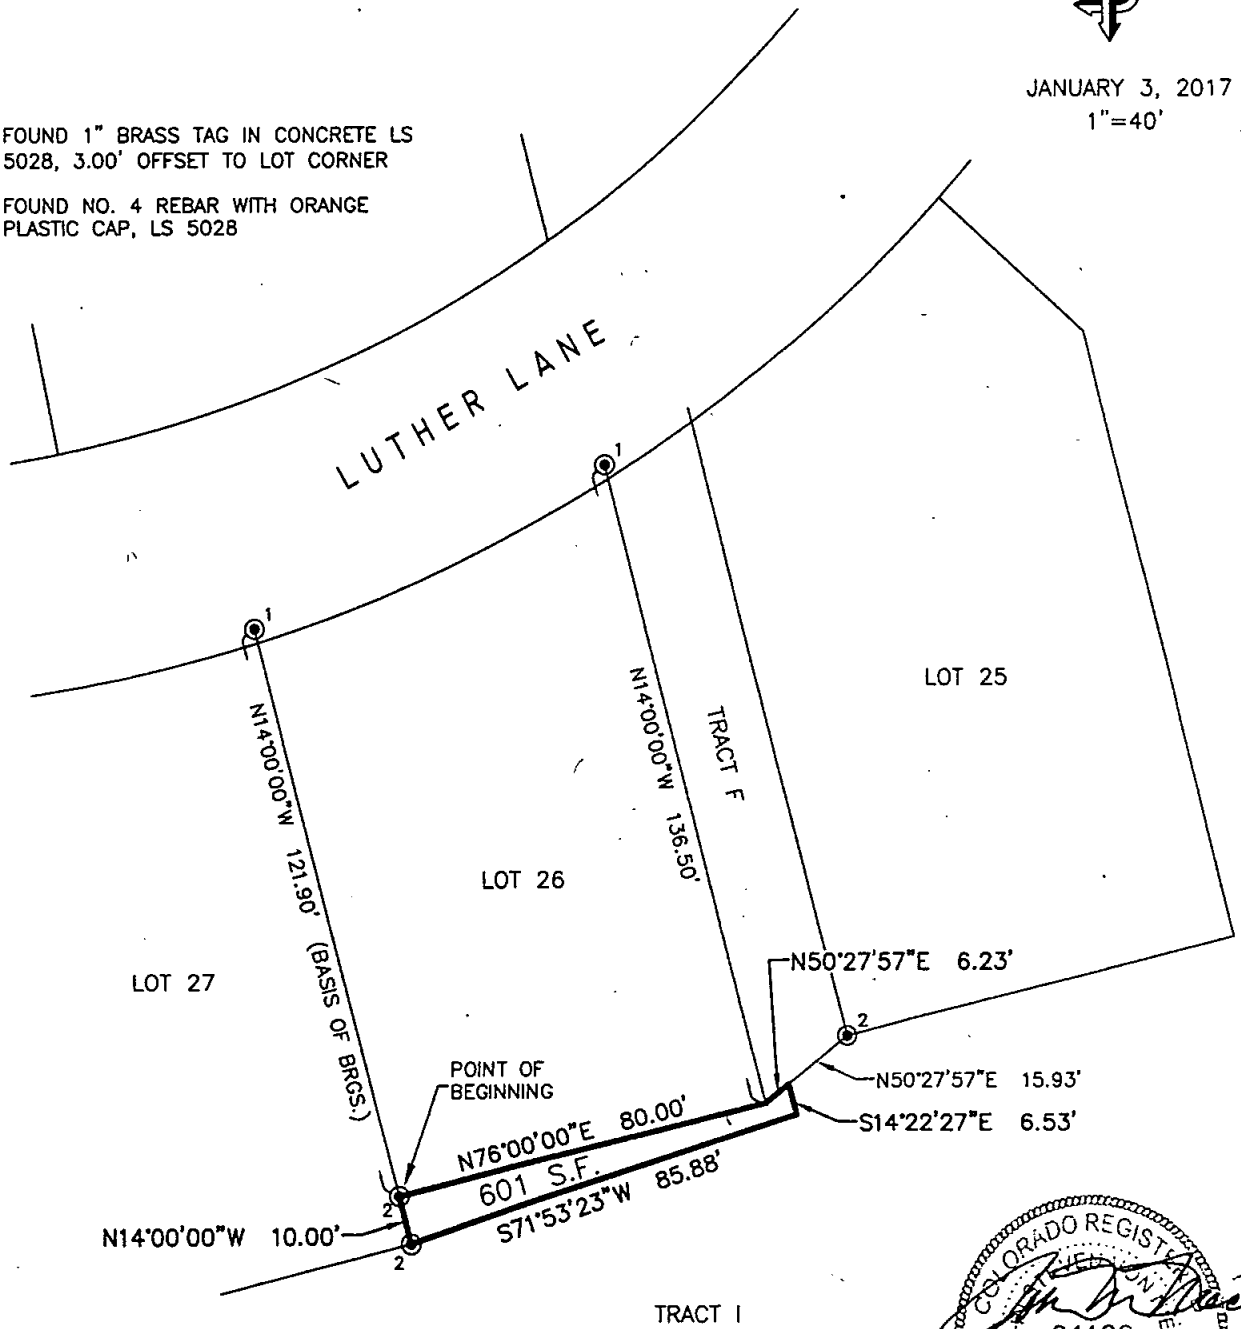 JANUARY 3, 2017
1"=40'
FOUND 1" BRASS TAG IN CONCRETE LS
5028, 3.00' OFFSET TO LOT CORNER
FOUND NO. 4 REBAR WITH ORANGE
PLASTIC CAP, LS 5028
LUTHER LANE
1
1
N14°00'00"W 121.90' (BASIS OF BRGS.)
N14°00'00"W 136.50'
TRACT F
LOT 25
LOT 26
LOT 27
N50°27'57"E 6.23'
2
POINT OF
BEGINNING
N50°27'57"E 15.93'
S14°22'27"E 6.53'
N76°00'00"E 80.00'
601 S.F.
S71°53'23"W 85.88'
2
N14°00'00"W 10.00'
2
TRACT I
COLORADO REGISTER